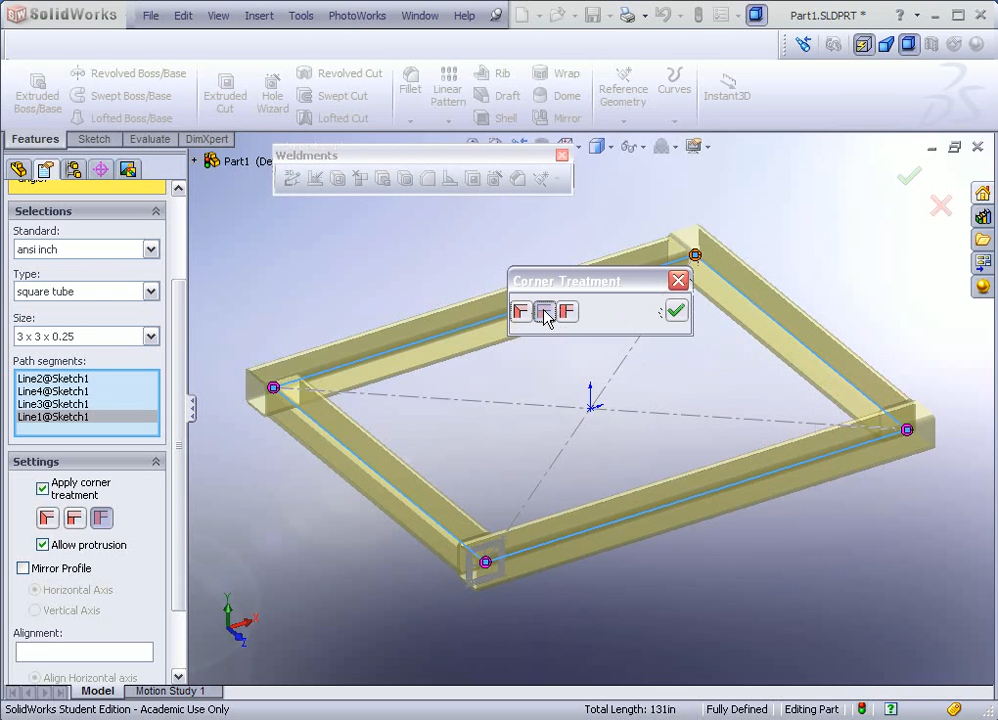 SolidWorks File Edit View Insert Tools PhotoWorks Window Help Part1.SLDPRT ?
Extruded Boss/Base
Revolved Boss/Base
Swept Boss/Base
Lofted Boss/Base
Extruded Cut
Hole Wizard
Revolved Cut
Swept Cut
Lofted Cut
Fillet
Linear Pattern
Rib
Draft
Shell
Wrap
Dome
Mirror
Reference Geometry
Curves
Instant3D
Features Sketch Evaluate DimXpert
Part1 (De
Weldments
angle.
Selections
Standard:
ansi inch
Type:
square tube
Size:
3 x 3 x 0.25
Path segments:
Line2@Sketch1
Line4@Sketch1
Line3@Sketch1
Line1@Sketch1
Settings
Apply corner
treatment
Allow protrusion
Mirror Profile
Horizontal Axis
Vertical Axis
Alignment:
Align Horizontal axis
Corner Treatment
Y
X
Z
Model Motion Study 1
SolidWorks Student Edition - Academic Use Only Total Length: 131in Fully Defined Editing Part ?